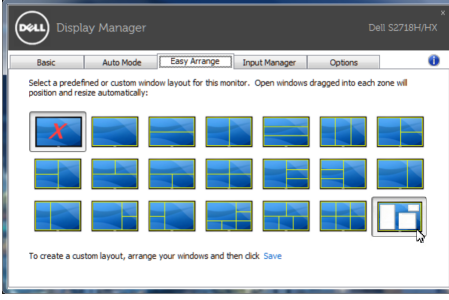 DELL Display Manager
Dell S2718H/HX
Basic
Auto Mode
Easy Arrange
Input Manager
Options
Select a predefined or custom window layout for this monitor. Open windows dragged into each zone will
position and resize automatically:
To create a custom layout, arrange your windows and then click Save